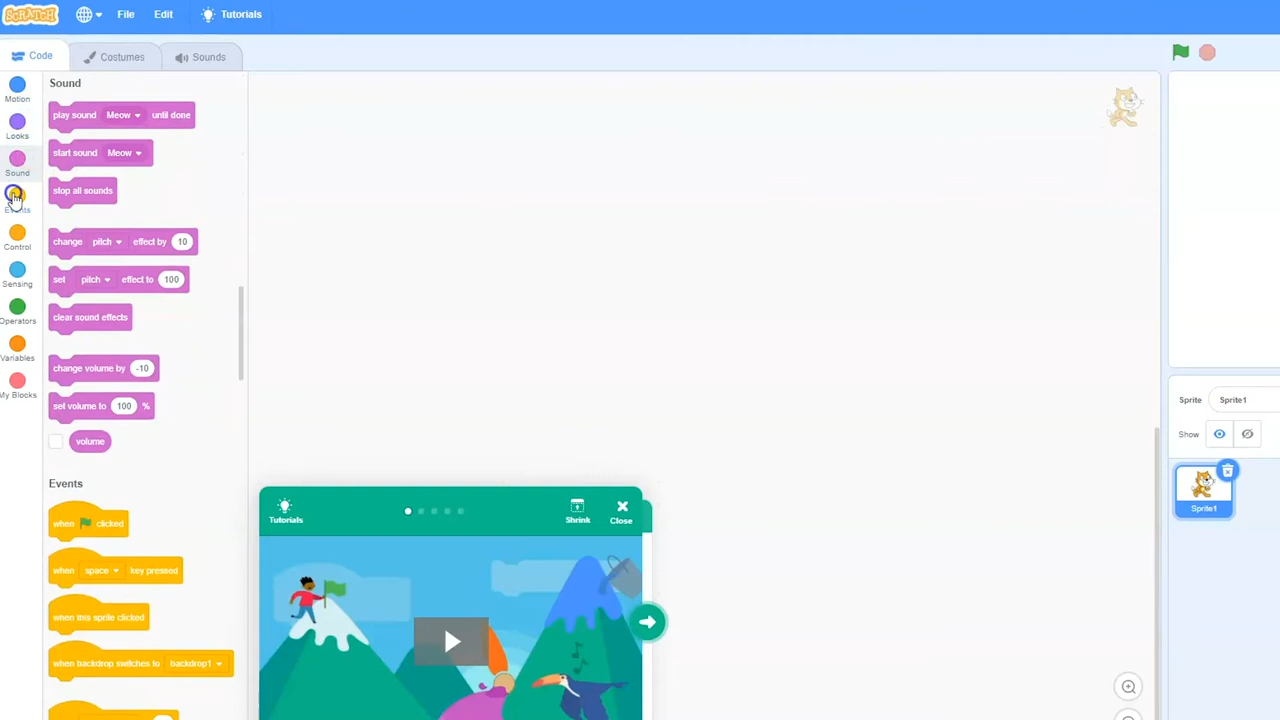 SCRATCH File Edit Tutorials
Code Costumes Sounds
Motion
Looks
Sound
Events
Control
Sensing
Operators
Variables
My Blocks
Sound
play sound Meow until done
start sound Meow
stop all sounds
change pitch effect by 10
set pitch effect to 100
clear sound effects
change volume by -10
set volume to 100 %
volume
Events
when clicked
when space key pressed
when this sprite clicked
when backdrop switches to backdrop1
Tutorials Shrink Close
Sprite Sprite1
Show
Sprite1